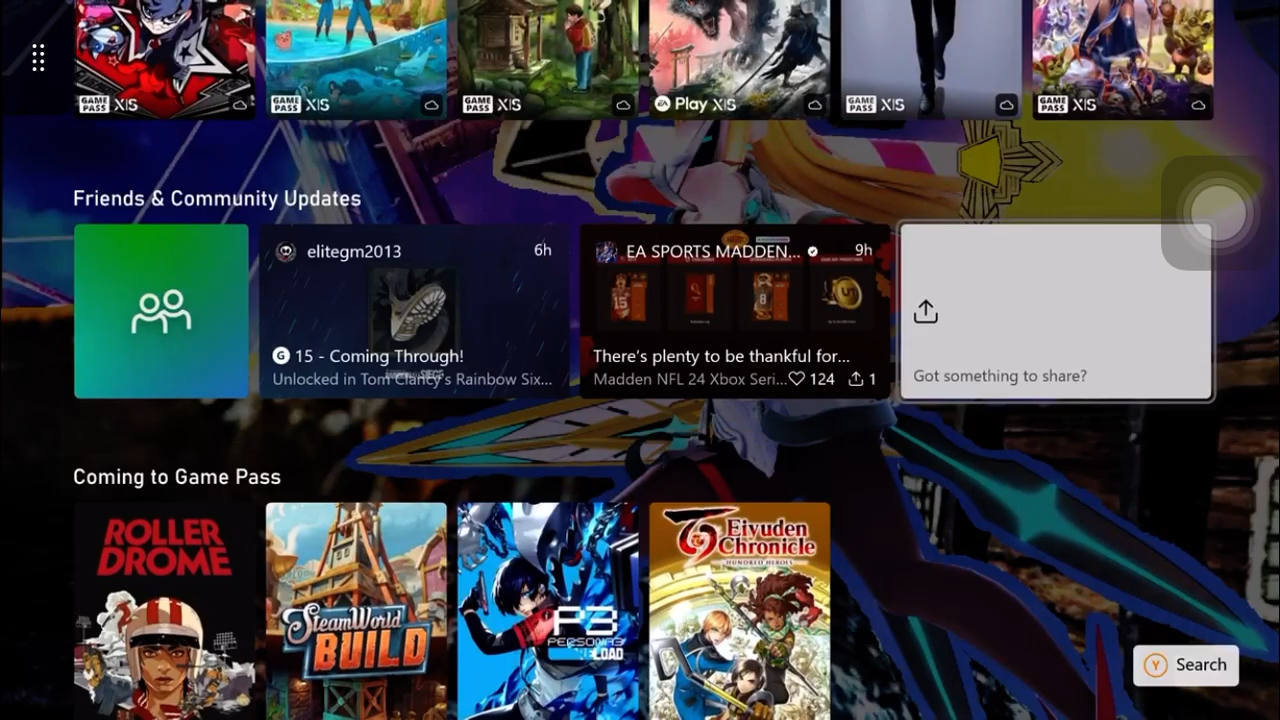 GAME PASS X|S
GAME PASS X|S
GAME PASS X|S
EA Play X|S
GAME PASS X|S
GAME PASS X|S
Friends & Community Updates
elitegm2013
6h
G 15 - Coming Through!
Unlocked in Tom Clancy's Rainbow Six...
EA SPORTS MADDEN...
9h
There's plenty to be thankful for...
Madden NFL 24 Xbox Seri...
124
1
Got something to share?
Coming to Game Pass
ROLLER
DROME
SteamWorld
BUILD
P3
PERSONA3
RELOAD
Eiyuden
Chronicle
HUNDRED HEROES
Y Search